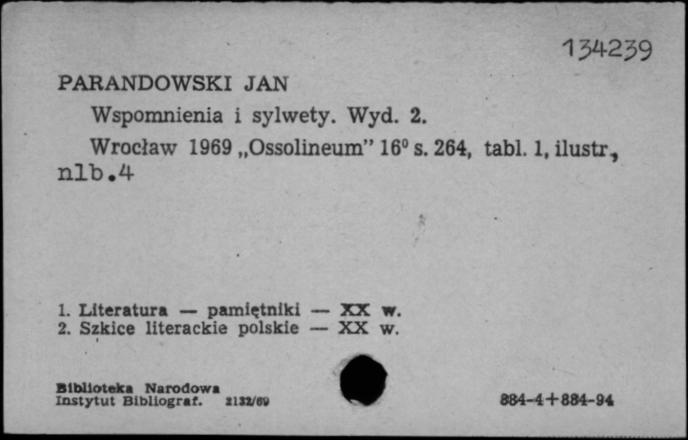 134239
PARANDOWSKI JAN
Wspomnienia i sylwety. Wyd. 2.
Wrocław 1969 „Ossolineum” 16⁰ s. 264, tabl. 1, ilustr.,
nlb.4
1. Literatura — pamiętniki — XX w.
2. Szkice literackie polskie — XX w.
Biblioteka Narodowa
Instytut Bibliograf. 2132/69
884-4+884-94